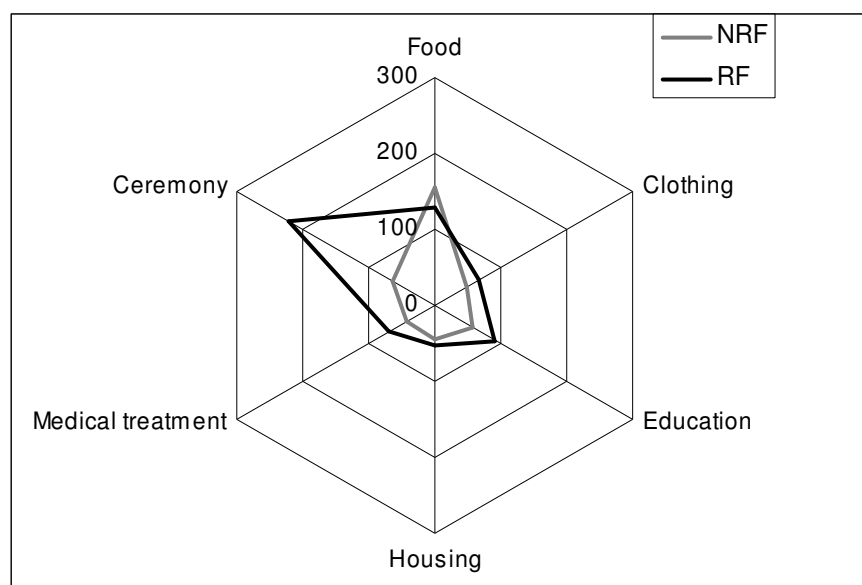 NRF
RF
Food
300
200
100
0
Ceremony
Clothing
Medical treatment
Education
Housing